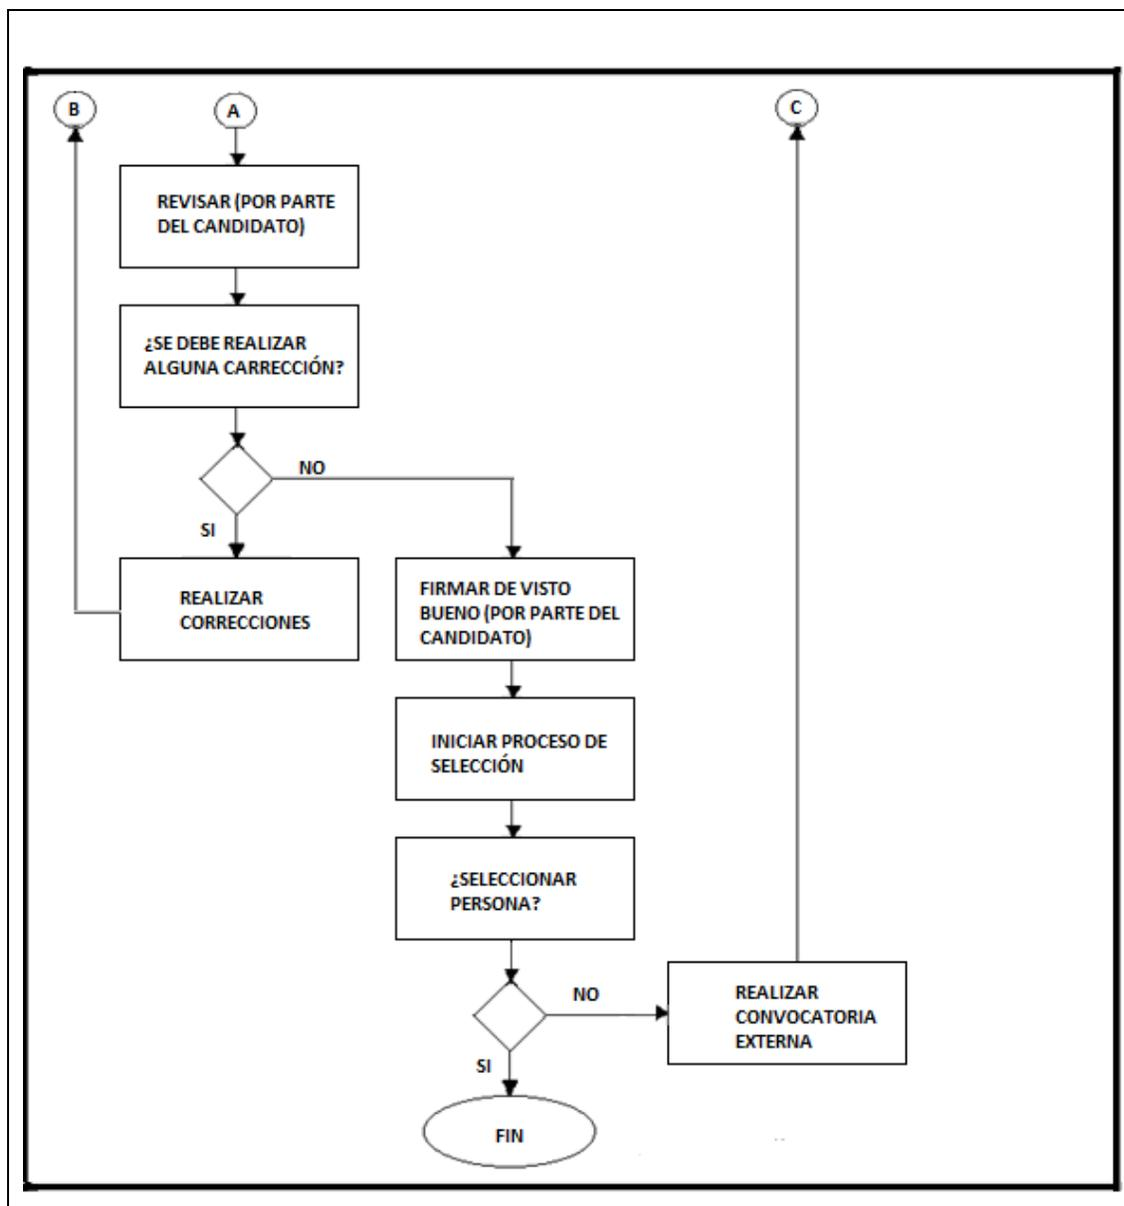 B
A
C
REVISAR (POR PARTE
DEL CANDIDATO)
¿SE DEBE REALIZAR
ALGUNA CARRECCIÓN?
NO
SI
REALIZAR
CORRECCIONES
FIRMAR DE VISTO
BUENO (POR PARTE DEL
CANDIDATO)
INICIAR PROCESO DE
SELECCIÓN
¿SELECCIONAR
PERSONA?
NO
REALIZAR
CONVOCATORIA
EXTERNA
SI
FIN